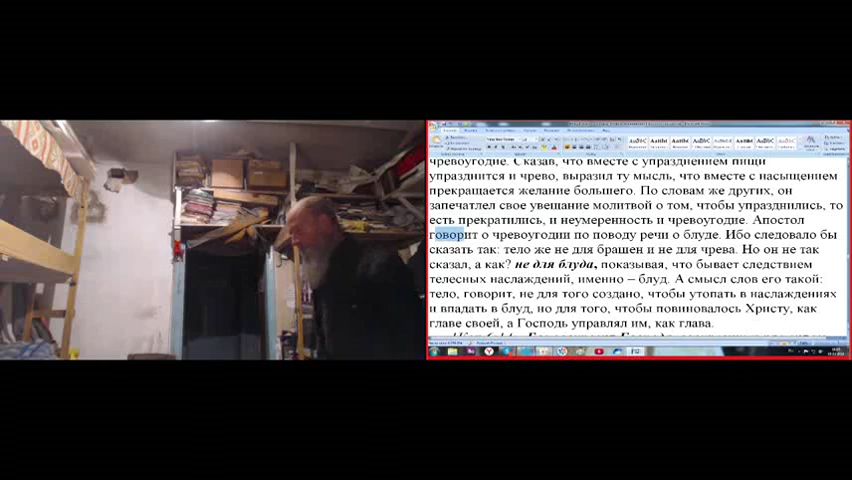 чревоугодие. Сказав, что вместе с упразднением пищи
упразднится и чрево, выразил ту мысль, что вместе с насыщением
прекращается желание большего. По словам же других, он
запечатлел свое увещание молитвой о том, чтобы упразднились, то
есть прекратились, и неумеренность и чревоугодие. Апостол
говорит о чревоугодии по поводу речи о блуде. Ибо следовало бы
сказать так: тело же не для брашен и не для чрева. Но он не так
сказал, а как? не для блуда, показывая, что бывает следствием
телесных наслаждений, именно – блуд. А смысл слов его такой:
тело, говорит, не для того создано, чтобы утопать в наслаждениях
и впадать в блуд, но для того, чтобы повиновалось Христу, как
главе своей, а Господь управлял им, как глава.